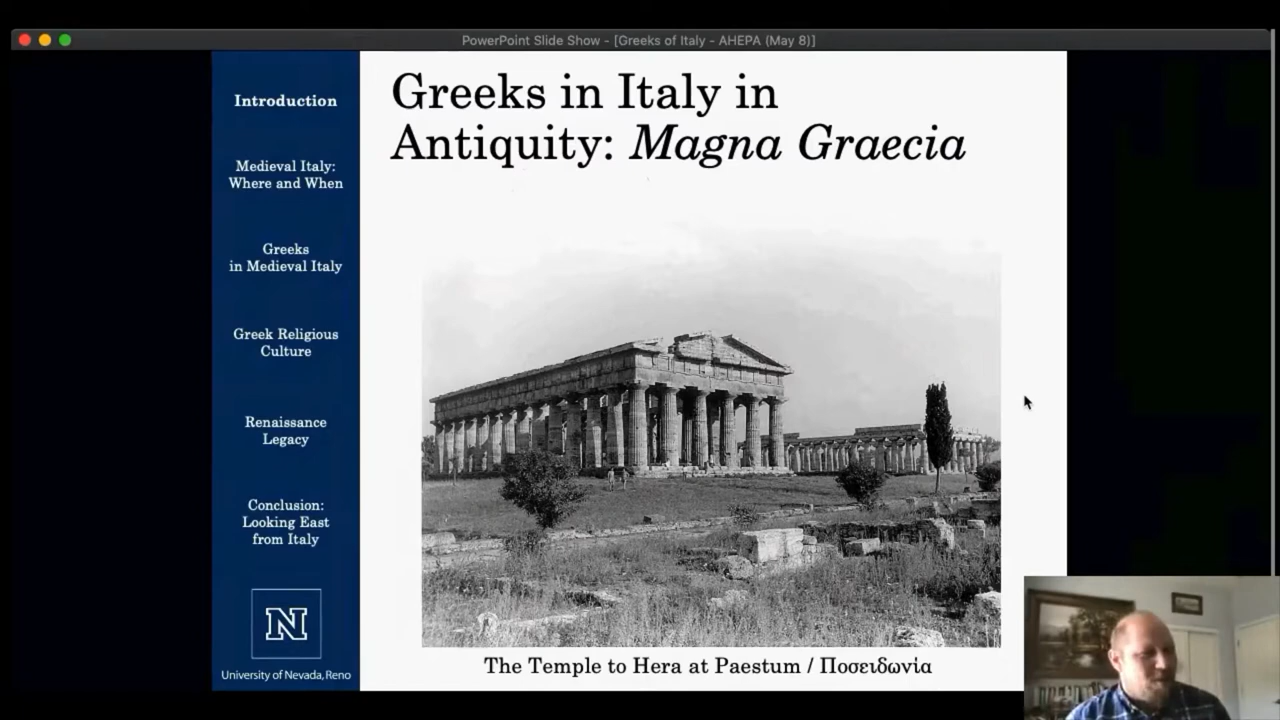 PowerPoint Slide Show - [Greeks of Italy - AHEPA (May 8)]
Introduction
Medieval Italy:
Where and When
Greeks
in Medieval Italy
Greek Religious
Culture
Renaissance
Legacy
Conclusion:
Looking East
from Italy
N
University of Nevada, Reno
Greeks in Italy in
Antiquity: Magna Graecia
The Temple to Hera at Paestum / Ποσειδωνία